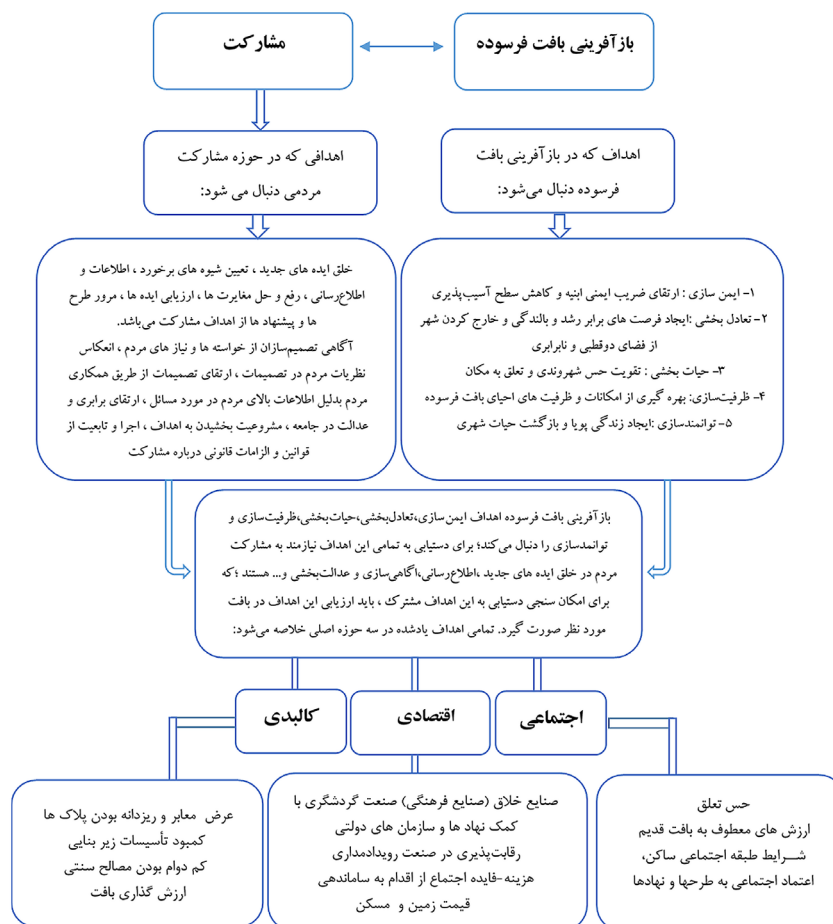 بازآفرینی بافت فرسوده
مشارکت
اهداف که در بازآفرینی بافت
فرسوده دنبال می‌شود:
اهدافی که در حوزه مشارکت
مردمی دنبال می شود:
۱- ایمن سازی : ارتقای ضریب ایمنی ابنیه و کاهش سطح آسیب‌پذیری
۲- تعادل بخشی :ایجاد فرصت های برابر رشد و بالندگی و خارج کردن شهر
از فضای دوقطبی و نابرابری
۳- حیات بخشی : تقویت حس شهروندی و تعلق به مکان
۴- ظرفیت‌سازی: بهره گیری از امکانات و ظرفیت های احیای بافت فرسوده
۵- توانمندسازی :ایجاد زندگی پویا و بازگشت حیات شهری
خلق ایده های جدید ، تعیین شیوه های برخورد ، اطلاعات و
اطلاع‌رسانی ، رفع و حل مغایرت ها ، ارزیابی ایده ها ، مرور طرح
ها و پیشنهاد ها از اهداف مشارکت می‌باشد.
آگاهی تصمیم‌سازان از خواسته ها و نیاز های مردم ، انعکاس
نظریات مردم در تصمیمات ، ارتقای تصمیمات از طریق همکاری
مردم بدلیل اطلاعات بالای مردم در مورد مسائل ، ارتقای برابری و
عدالت در جامعه ، مشروعیت بخشیدن به اهداف ، اجرا و تابعیت از
قوانین و الزامات قانونی درباره مشارکت
بازآفرینی بافت فرسوده اهداف ایمن‌سازی،تعادل‌بخشی،حیات‌بخشی،ظرفیت‌سازی و
توانمدسازی را دنبال می‌کند؛ برای دستیابی به تمامی این اهداف نیازمند به مشارکت
مردم در خلق ایده های جدید ،اطلاع‌رسانی،اگاهی‌سازی و عدالت‌بخشی و... هستند ؛که
برای امکان سنجی دستیابی به این اهداف مشترک ، باید ارزیابی این اهداف در بافت
مورد نظر صورت گیرد. تمامی اهداف یادشده در سه حوزه اصلی خلاصه می‌شود:
اجتماعی
اقتصادی
کالبدی
حس تعلق
ارزش های معطوف به بافت قدیم
شــرایط طبقه اجتماعی ساکن،
اعتماد اجتماعی به طرحها و نهادها
صنایع خلاق (صنایع فرهنگی) صنعت گردشگری با
کمک نهاد ها و سازمان های دولتی
رقابت‌پذیری در صنعت رویدادمداری
هزینه-فایده اجتماع از اقدام به ساماندهی
قیمت زمین و مسکن
عرض معابر و ریزدانه بودن پلاک ها
کمبود تأسیسات زیر بنایی
کم دوام بودن مصالح سنتی
ارزش گذاری بافت